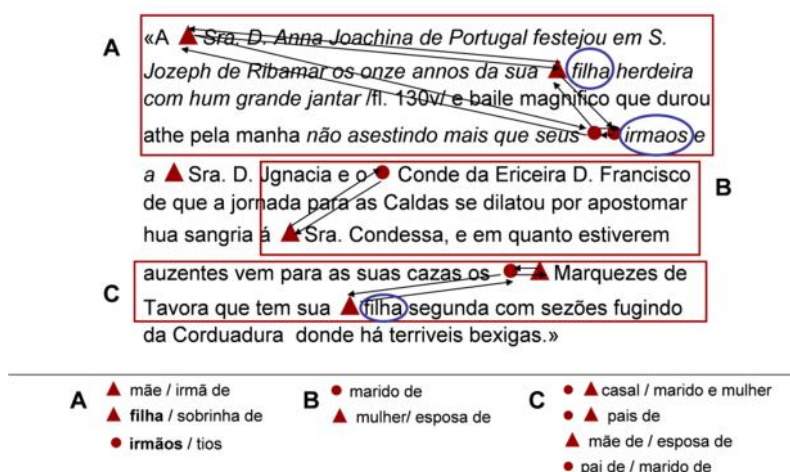 A
«A Sra. D. Anna Joachina de Portugal festejou em S.
Jozeph de Ribamar os onze annos da sua filha herdeira
com hum grande jantar /fl. 130v/ e baile magnifico que durou
athe pela manha não asestindo mais que seus irmaos e
a Sra. D. Jgnacia e o Conde da Ericeira D. Francisco
B
de que a jornada para as Caldas se dilatou por apostomar
hua sangria á Sra. Condessa, e em quanto estiverem
auzentes vem para as suas cazas os Marquezes de
C
Tavora que tem sua filha segunda com sezões fugindo
da Corduadura donde há terriveis bexigas.»
A
mãe / irmã de
filha / sobrinha de
irmãos / tios
B
marido de
mulher/ esposa de
C
casal / marido e mulher
pais de
mãe de / esposa de
pai de / marido de